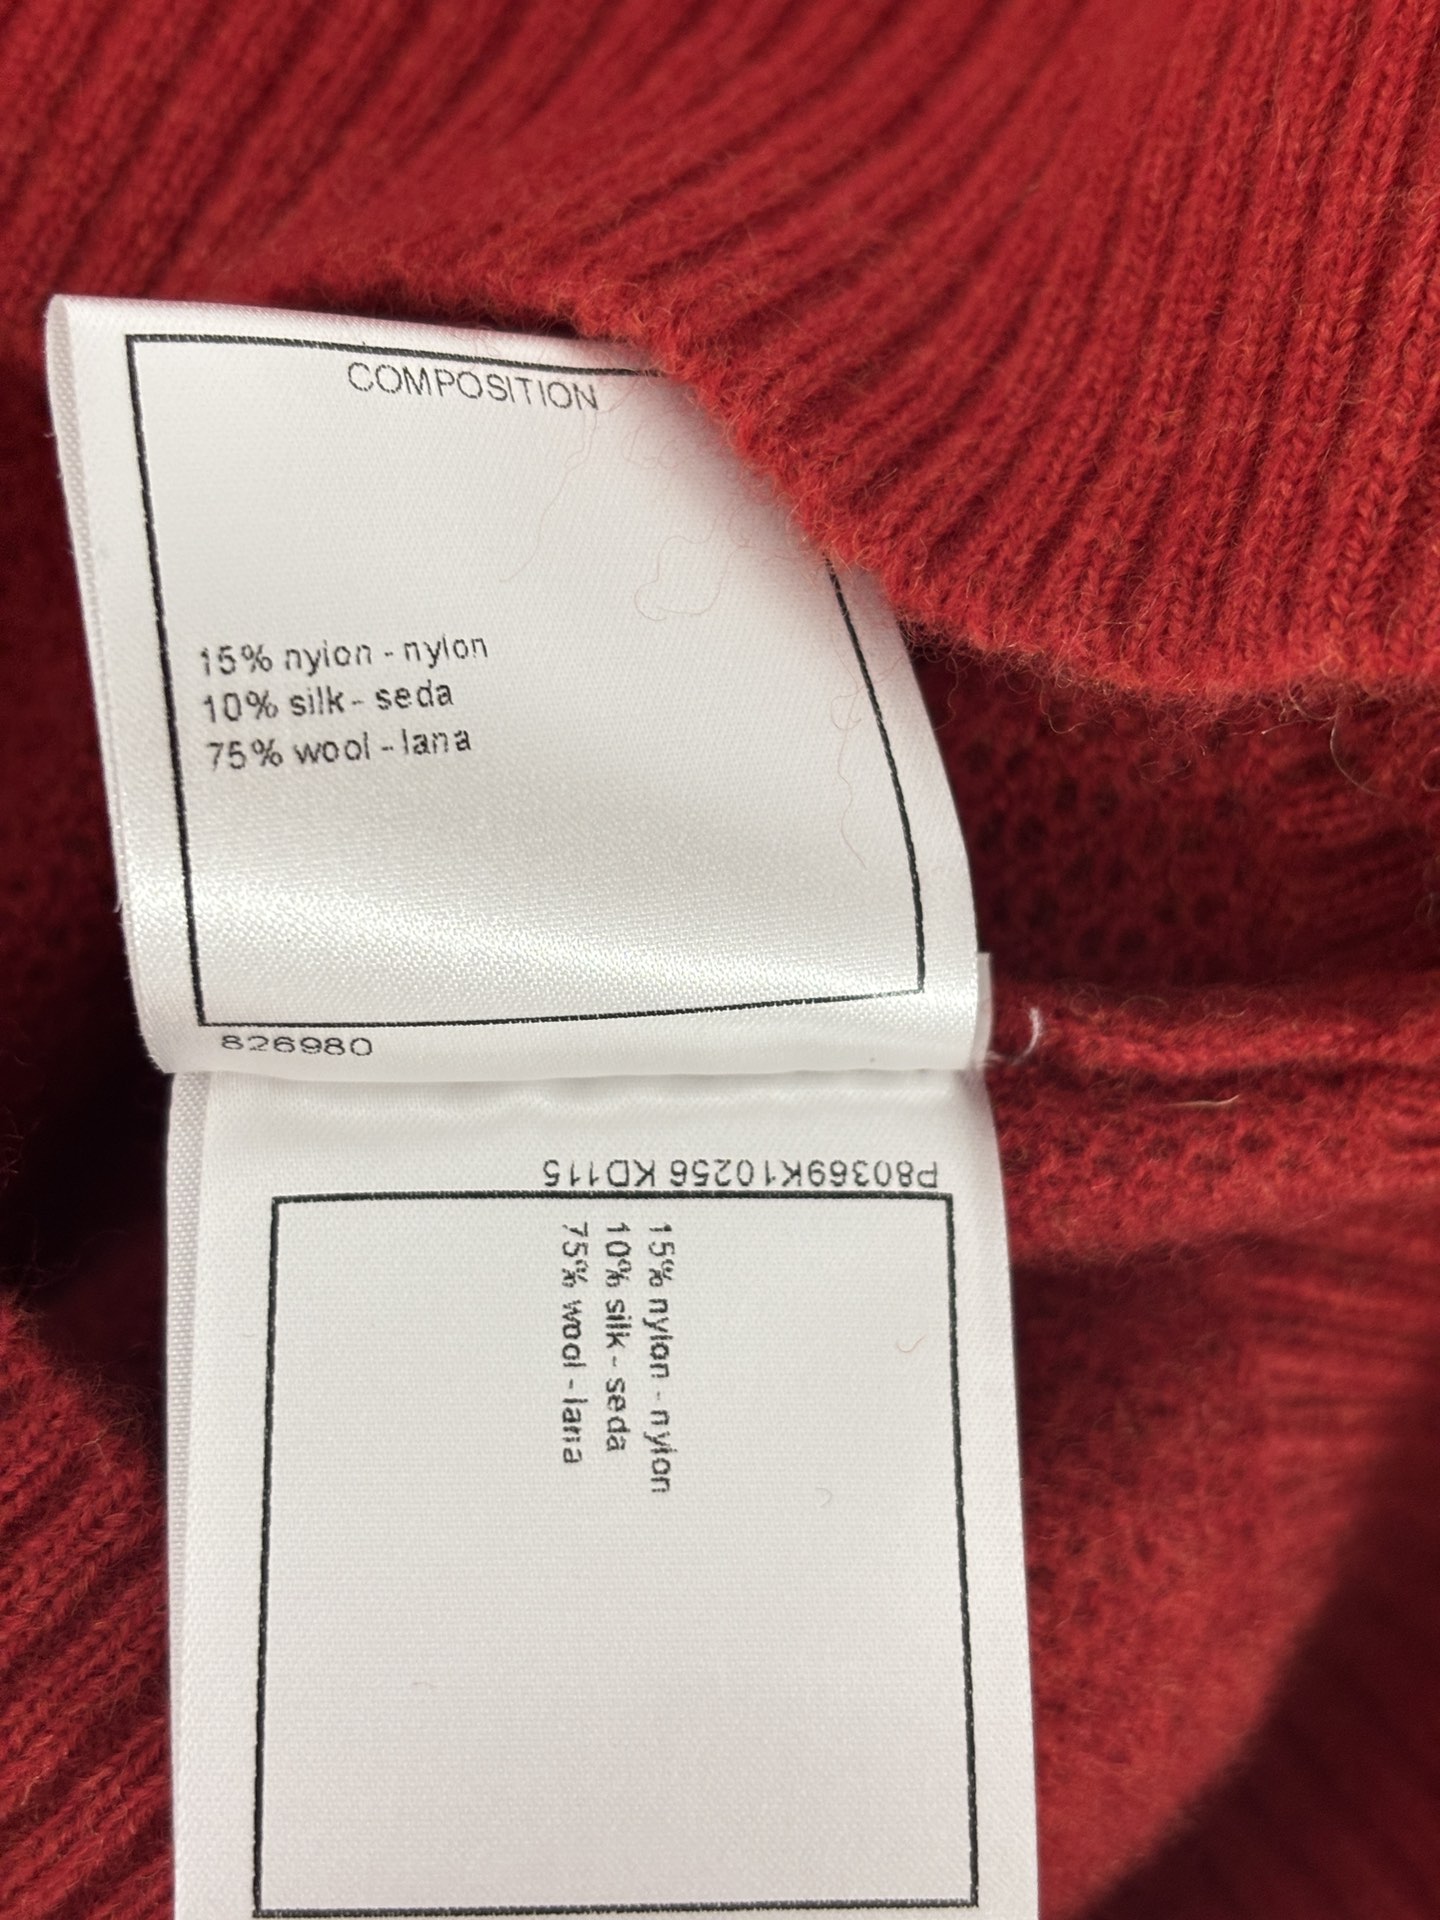 COMPOSITION
15% nylon - nylon
10% silk - seda
75% wool - lana
826980
P80369K10256 KD115
15% nylon - nylon
10% silk - seda
75% wool - lana